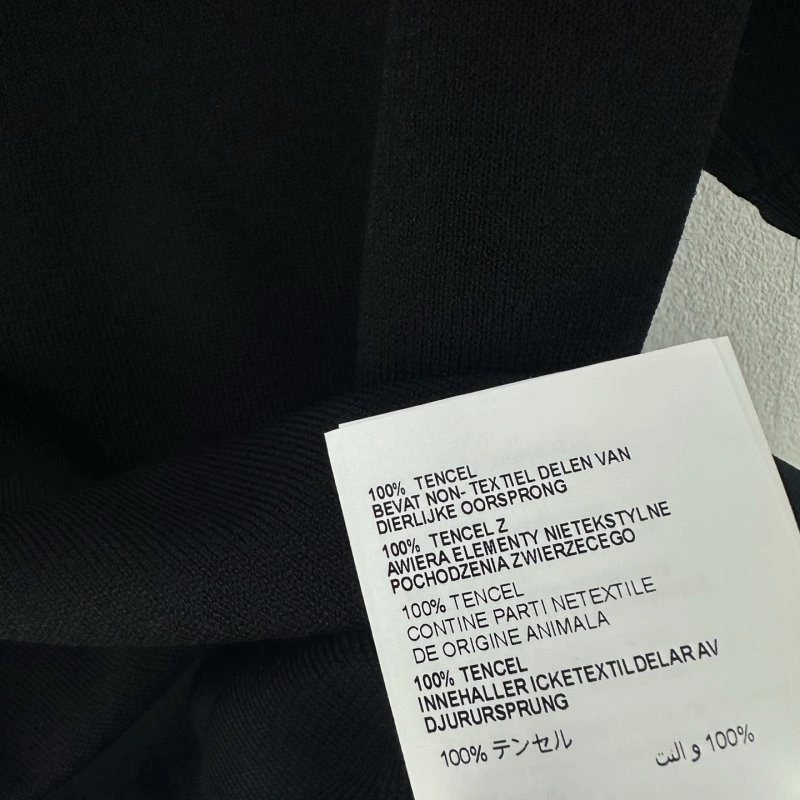 100% TENCEL
BEVAT NON- TEXTIEL DELEN VAN
DIERLIJKE OORSPRONG
100% TENCEL Z
AWIERA ELEMENTY NIETEKSTYLNE
POCHODZENIA ZWIERZECEGO
100% TENCEL
CONTINE PARTI NETEXTILE
DE ORIGINE ANIMALA
100% TENCEL
INNEHALLER ICKETEXTILDELAR AV
DJURURSPRUNG
100% テンセル
100% و الت